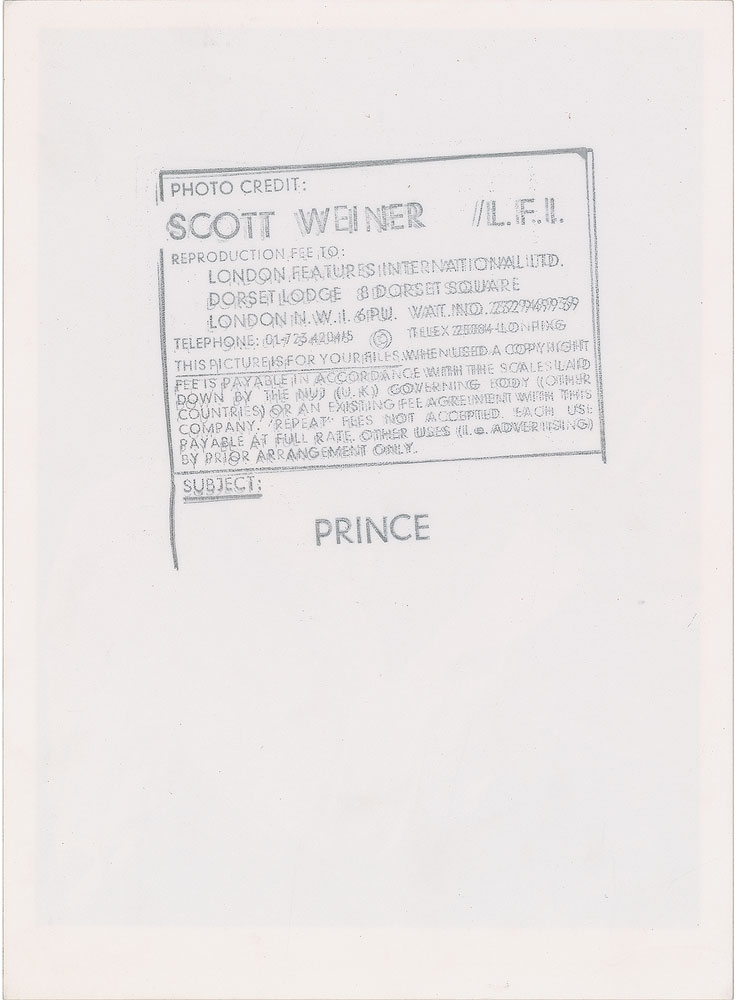 PHOTO CREDIT:
SCOTT WEINER //L.F.I.
REPRODUCTION FEE TO:
LONDON FEATURES INTERNATIONAL LTD.
DORSET LODGE 8 DORSET SQUARE
LONDON N.W.1. 6PU. VAT. NO.
TELEPHONE: 01-723 4204/5 © TELEX
THIS PICTURE IS FOR YOUR FILES. WHEN USED A COPYRIGHT
FEE IS PAYABLE IN ACCORDANCE WITH THE SCALES LAID
DOWN BY THE NUJ (U.K.) GOVERNING BODY (OTHER
COUNTRIES) OR AN EXISTING FEE AGREEMENT WITH THIS
COMPANY. "REPEAT" FEES NOT ACCEPTED. EACH USE
PAYABLE AT FULL RATE. OTHER USES (I.e. ADVERTISING)
BY PRIOR ARRANGEMENT ONLY.
SUBJECT:
PRINCE